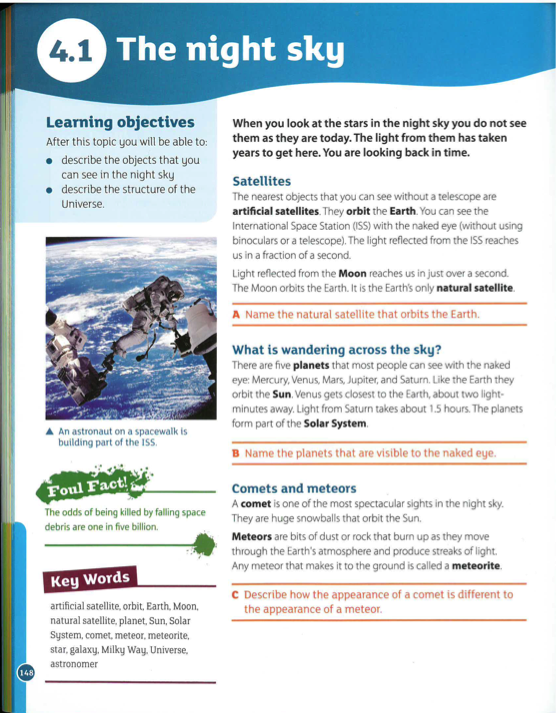 4.1 The night sky
Learning objectives
After this topic you will be able to:
● describe the objects that you
can see in the night sky
● describe the structure of the
Universe.
▲ An astronaut on a spacewalk is
building part of the ISS.
Foul Fact!
The odds of being killed by falling space
debris are one in five billion.
Key Words
artificial satellite, orbit, Earth, Moon,
natural satellite, planet, Sun, Solar
System, comet, meteor, meteorite,
star, galaxy, Milky Way, Universe,
astronomer
When you look at the stars in the night sky you do not see
them as they are today. The light from them has taken
years to get here. You are looking back in time.
Satellites
The nearest objects that you can see without a telescope are
artificial satellites. They orbit the Earth. You can see the
International Space Station (ISS) with the naked eye (without using
binoculars or a telescope). The light reflected from the ISS reaches
us in a fraction of a second.
Light reflected from the Moon reaches us in just over a second.
The Moon orbits the Earth. It is the Earth's only natural satellite.
A Name the natural satellite that orbits the Earth.
What is wandering across the sky?
There are five planets that most people can see with the naked
eye: Mercury, Venus, Mars, Jupiter, and Saturn. Like the Earth they
orbit the Sun. Venus gets closest to the Earth, about two light-
minutes away. Light from Saturn takes about 1.5 hours. The planets
form part of the Solar System.
B Name the planets that are visible to the naked eye.
Comets and meteors
A comet is one of the most spectacular sights in the night sky.
They are huge snowballs that orbit the Sun.
Meteors are bits of dust or rock that burn up as they move
through the Earth's atmosphere and produce streaks of light.
Any meteor that makes it to the ground is called a meteorite.
C Describe how the appearance of a comet is different to
the appearance of a meteor.
148